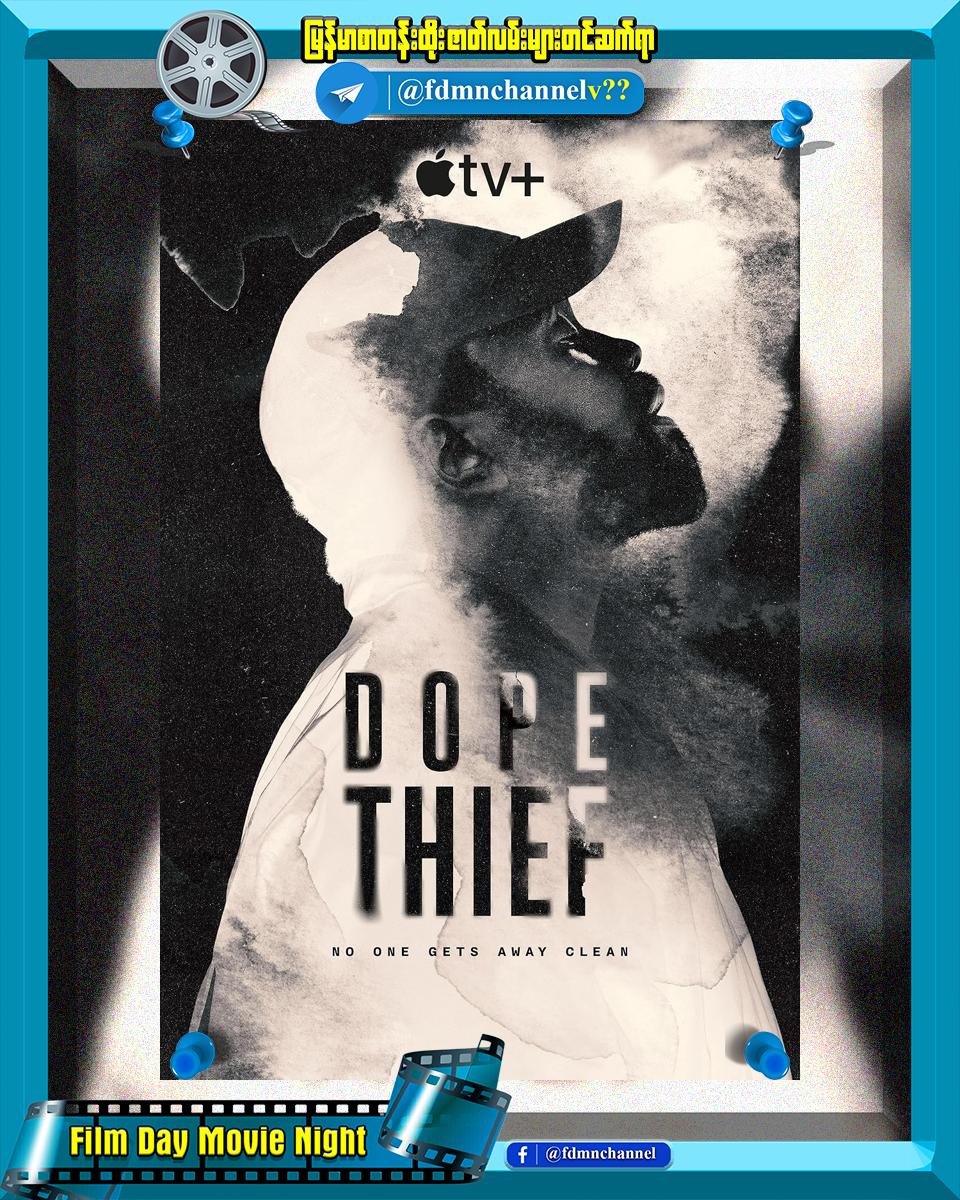 မြန်မာစာတန်းထိုးဇာတ်လမ်းများတင်ဆက်ရာ
@fdmnchannelv??
tv+
DOPE
THIEF
NO ONE GETS AWAY CLEAN
Film Day Movie Night
@fdmnchannel